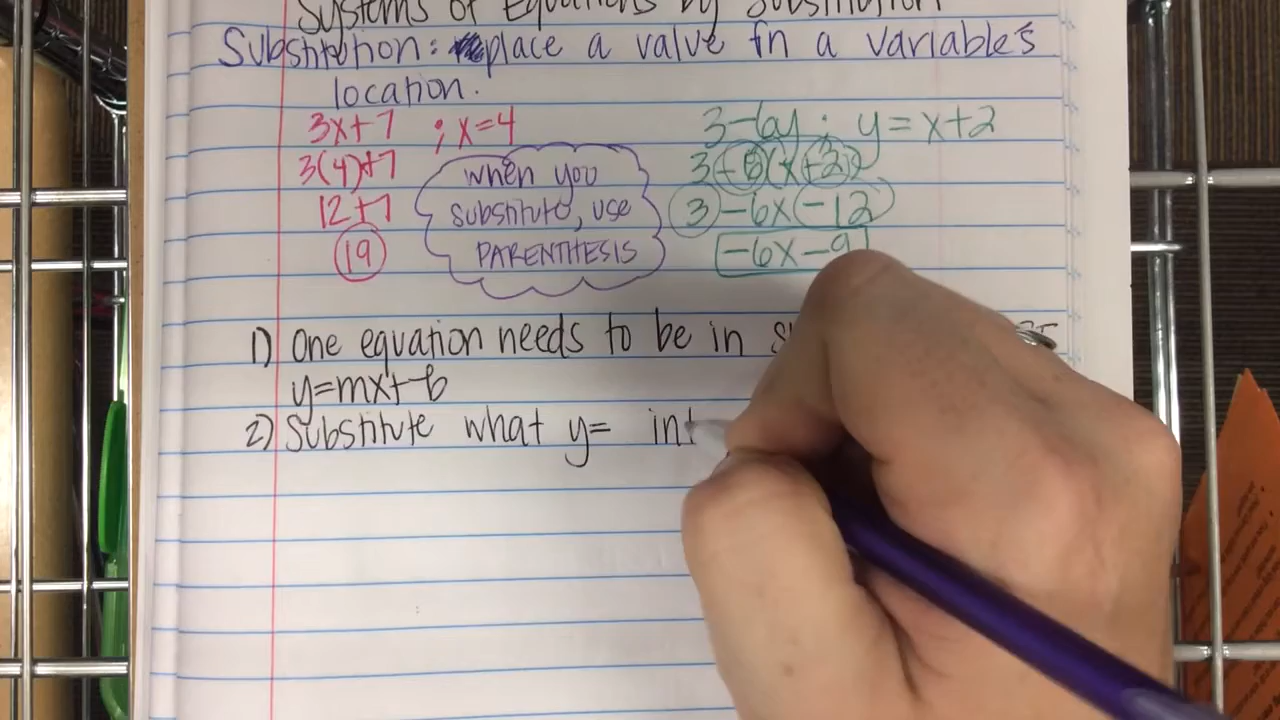 Systems of Equations by Substitution
Substitution: replace a value in a variable's
location.
3x+7 ; x=4
3(4)+7
12+7
19
when you
substitute, use
PARENTHESIS
3-6y ; y=x+2
3-6(x+2)
3-6x-12
-6x-9
1) One equation needs to be in
y=mx+b
2) Substitute what y= int